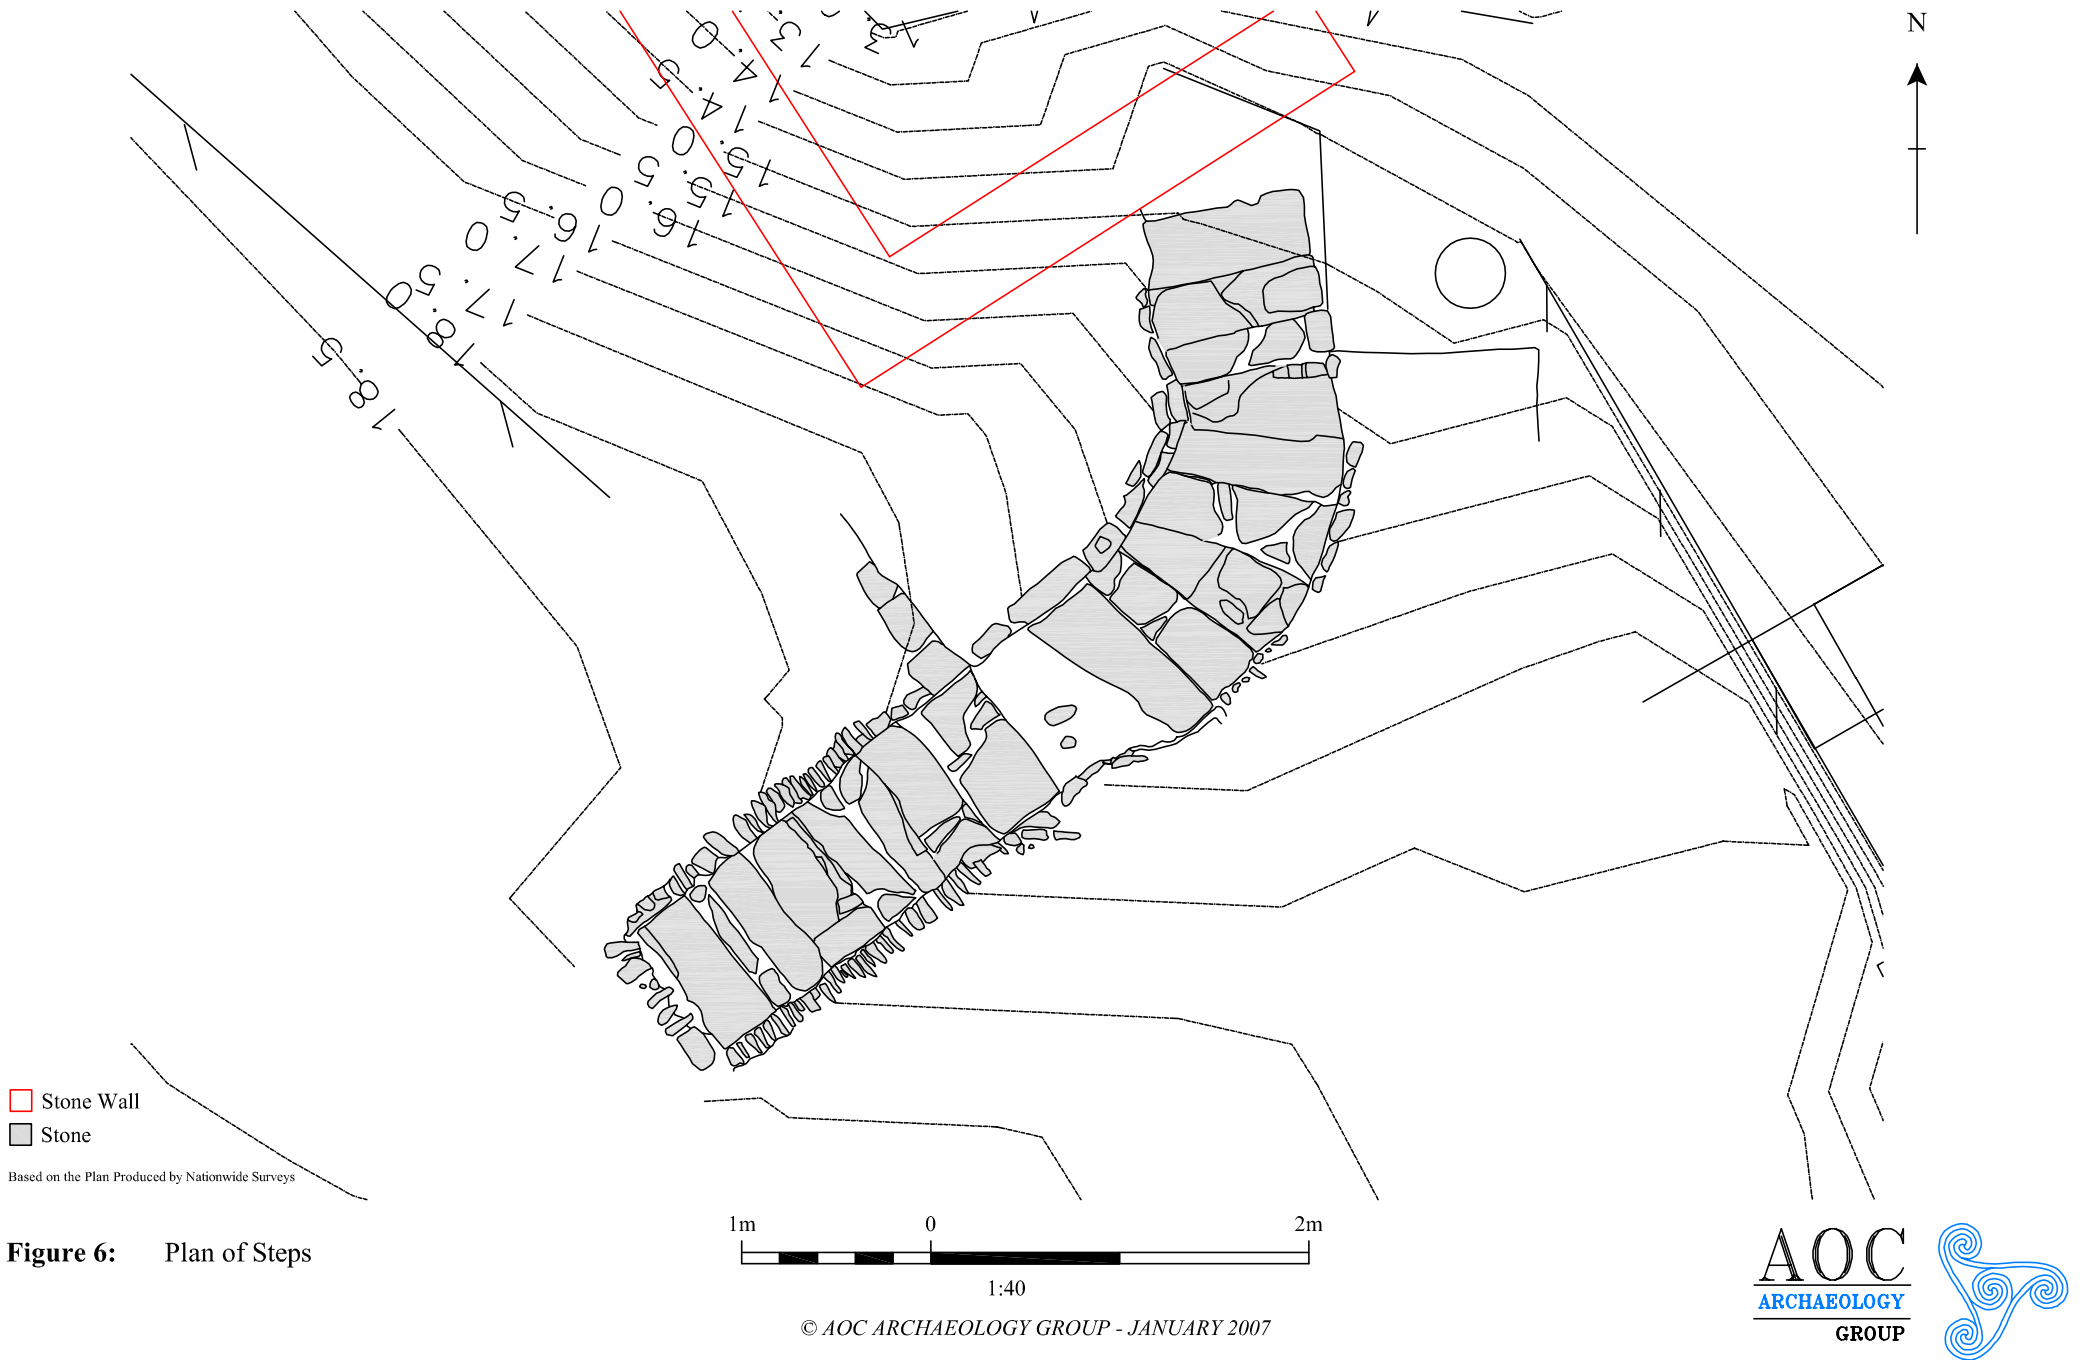 N
13.5
14.0
14.5
15.0
15.5
16.0
16.5
17.0
17.5
18.0
18.5
Stone Wall
Stone
Based on the Plan Produced by Nationwide Surveys
Figure 6: Plan of Steps
1m 0 2m
1:40
© AOC ARCHAEOLOGY GROUP - JANUARY 2007
AOC
ARCHAEOLOGY
GROUP